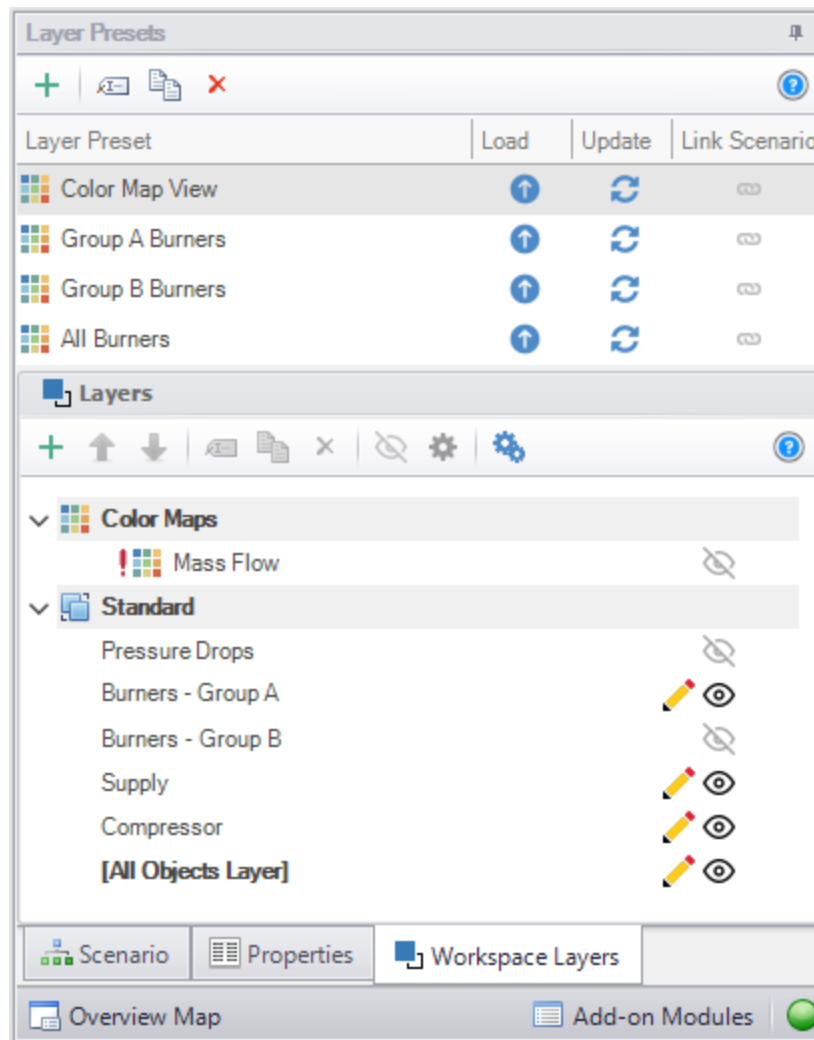 Layer Presets
Layer Preset Load Update Link Scenario
Color Map View
Group A Burners
Group B Burners
All Burners
Layers
Color Maps
Mass Flow
Standard
Pressure Drops
Burners - Group A
Burners - Group B
Supply
Compressor
[All Objects Layer]
Scenario Properties Workspace Layers
Overview Map Add-on Modules